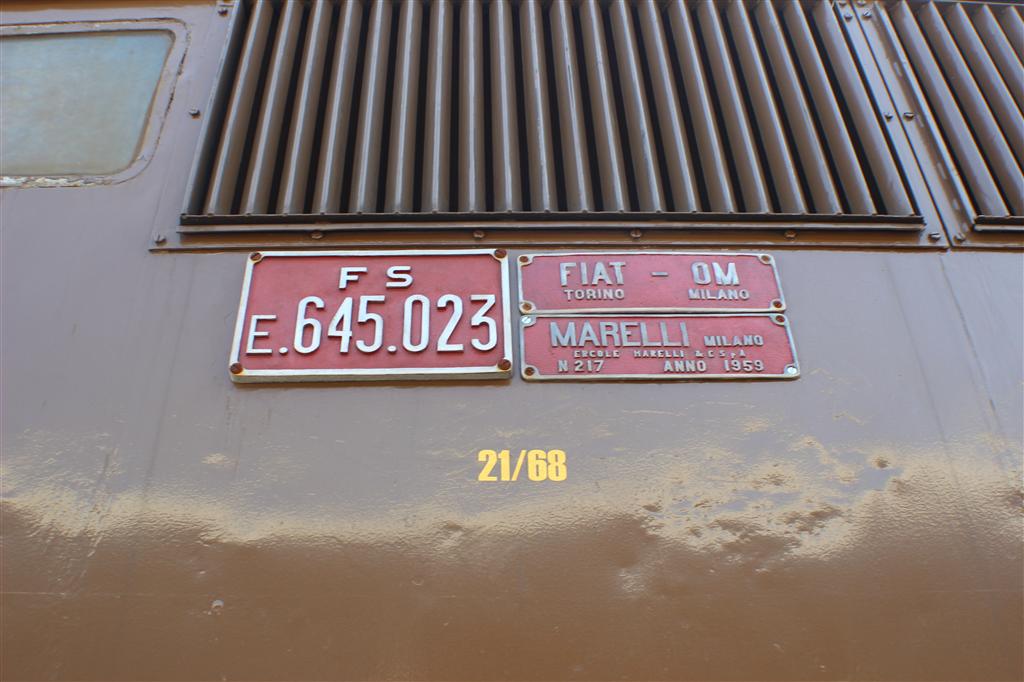 FS
E.645.023
FIAT - OM
TORINO MILANO
MARELLI MILANO
ERCOLE MARELLI & C S.p.A
N 217 ANNO 1959
21/68